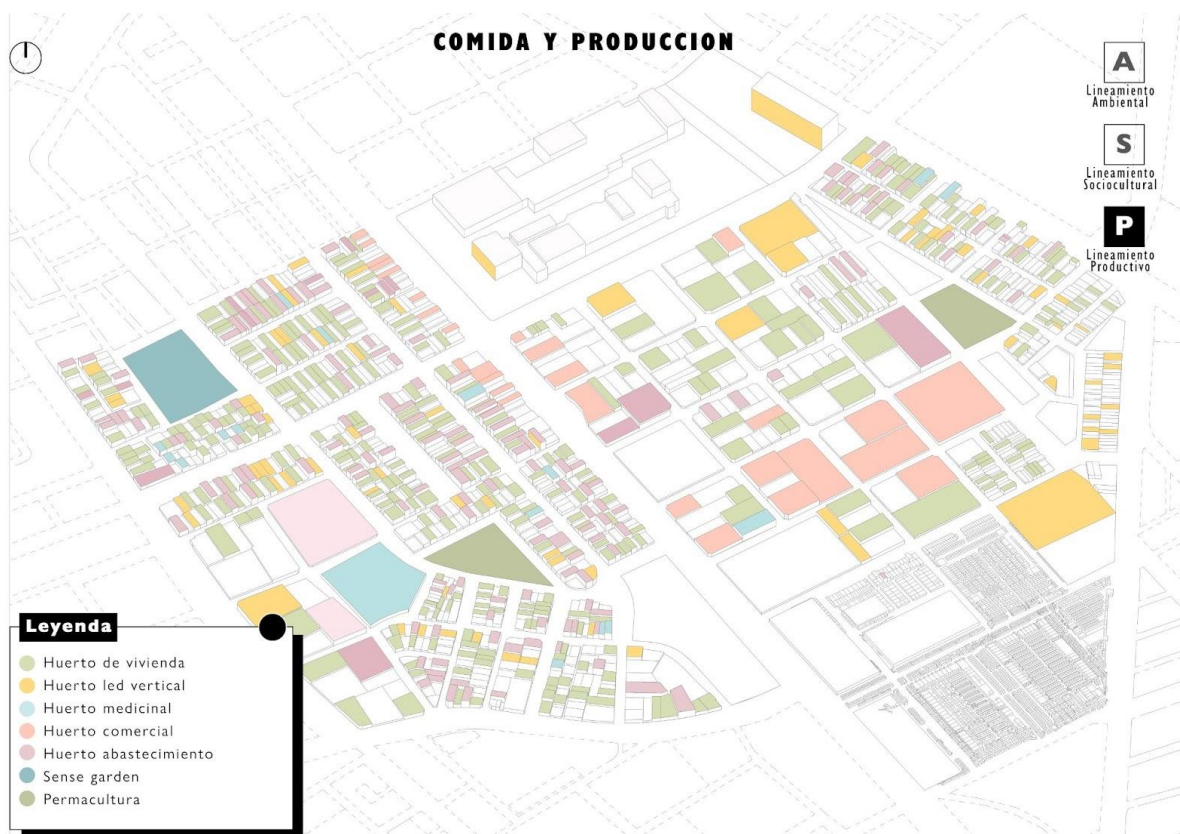 COMIDA Y PRODUCCION
A
Lineamiento
Ambiental
S
Lineamiento
Sociocultural
P
Lineamiento
Productivo
Leyenda
Huerto de vivienda
Huerto led vertical
Huerto medicinal
Huerto comercial
Huerto abastecimiento
Sense garden
Permacultura